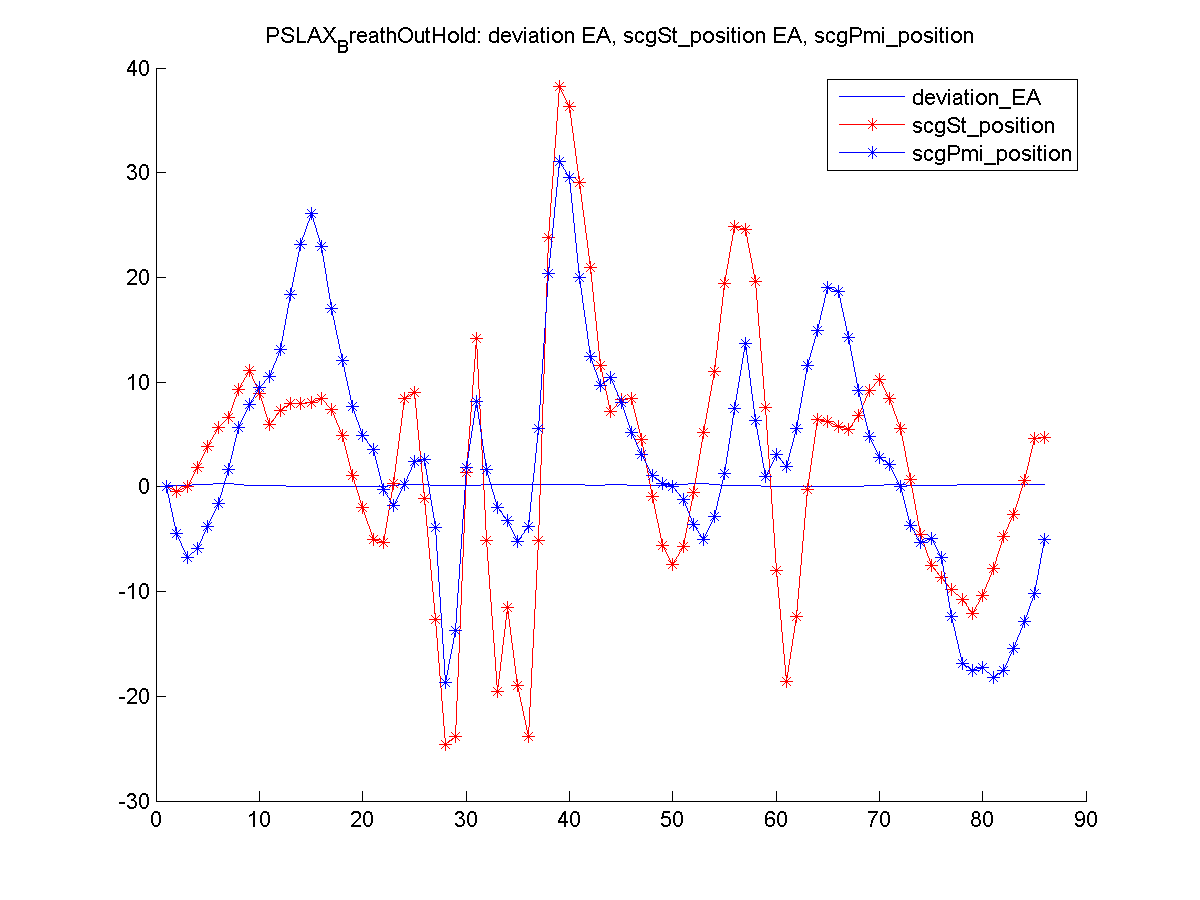 PSLAX_BreathOutHold: deviation EA, scgSt_position EA, scgPmi_position
40
deviation_EA
scgSt_position
scgPmi_position
30
20
10
0
-10
-20
-30
0 10 20 30 40 50 60 70 80 90